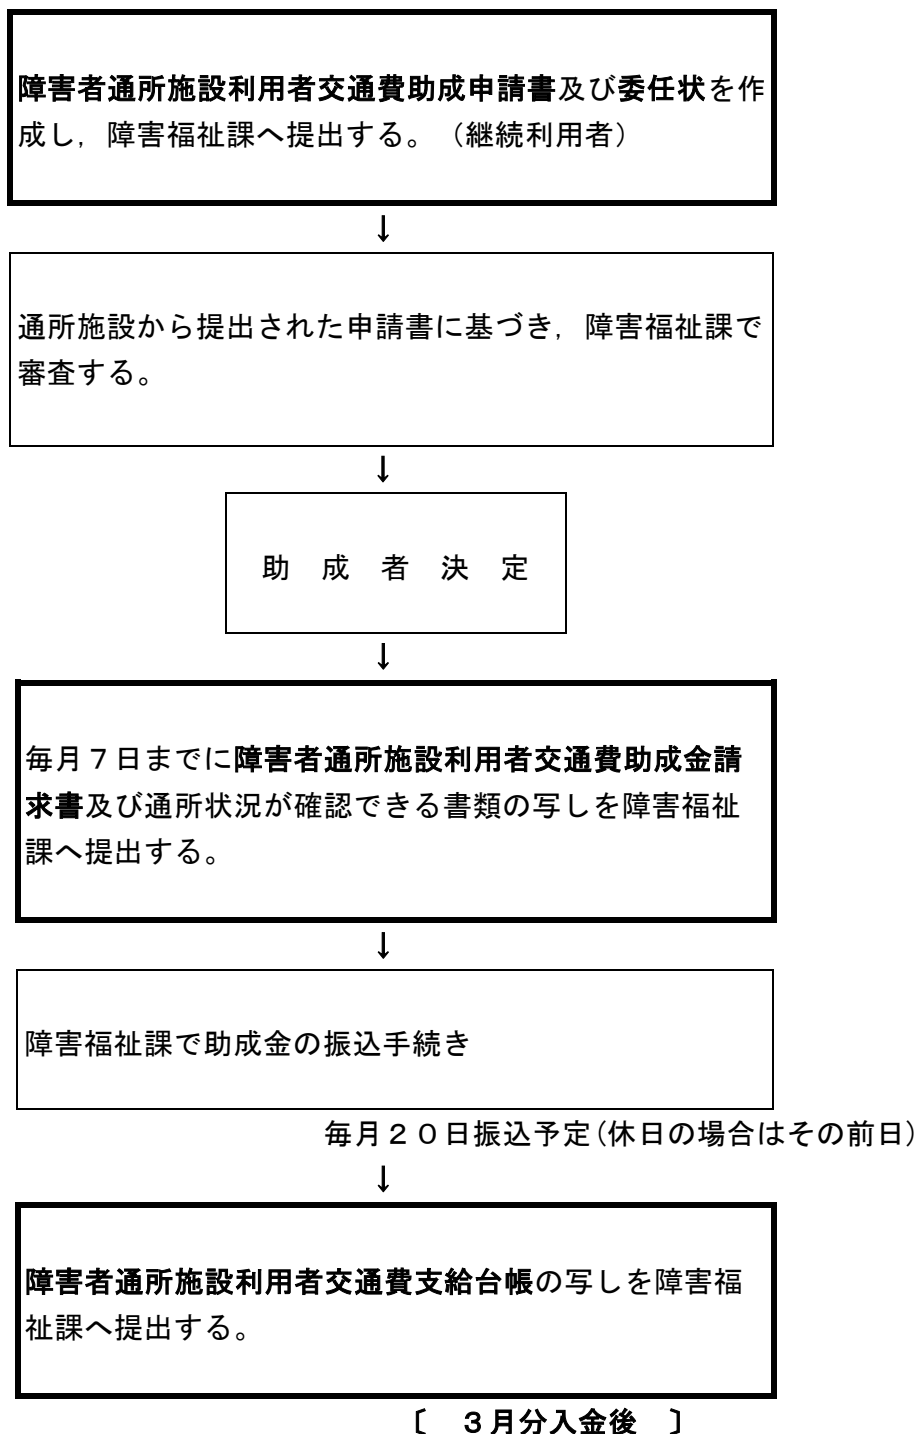 障害者通所施設利用者交通費助成申請書及び委任状を作
成し，障害福祉課へ提出する。（継続利用者）
↓
通所施設から提出された申請書に基づき，障害福祉課で
審査する。
↓
助　成　者　決　定
↓
毎月７日までに障害者通所施設利用者交通費助成金請
求書及び通所状況が確認できる書類の写しを障害福祉
課へ提出する。
↓
障害福祉課で助成金の振込手続き
毎月２０日振込予定(休日の場合はその前日)
↓
障害者通所施設利用者交通費支給台帳の写しを障害福
祉課へ提出する。
〔　３月分入金後　〕